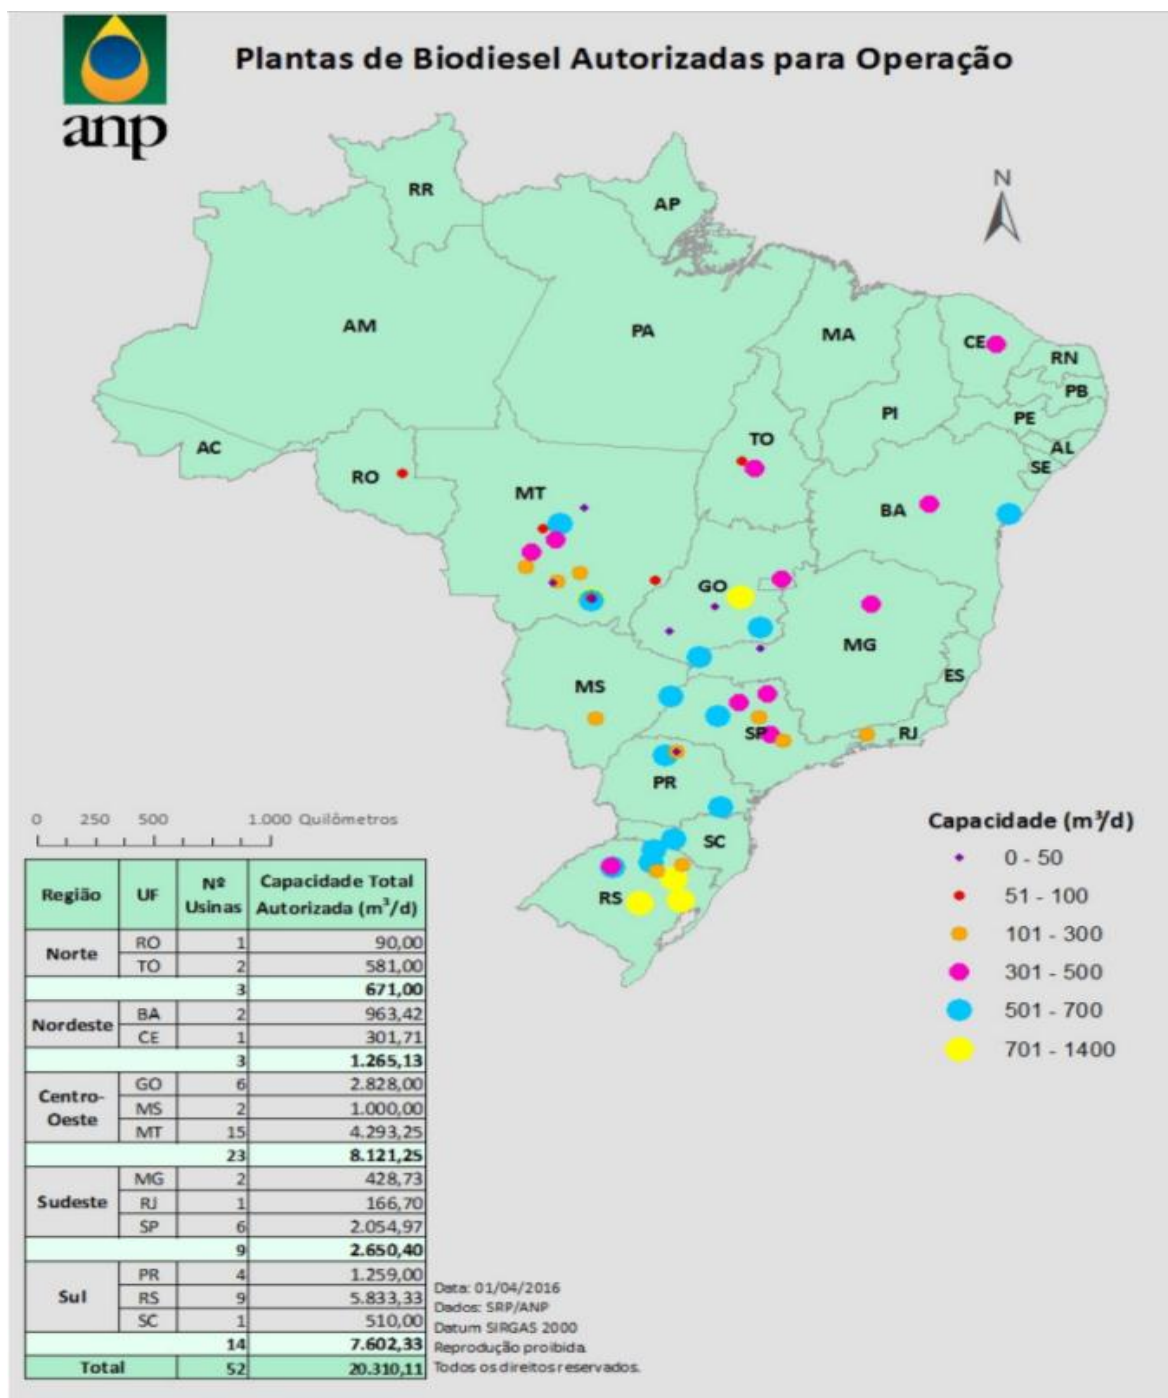 Plantas de Biodiesel Autorizadas para Operação
anp
N
RR
AP
AM
PA
MA
CE
RN
PB
PE
PI
AL
SE
AC
RO
TO
MT
BA
GO
MG
ES
MS
SP
RJ
PR
SC
RS
0 250 500 1.000 Quilômetros
Capacidade (m³/d)
0 - 50
51 - 100
101 - 300
301 - 500
501 - 700
701 - 1400
Região UF Nº Usinas Capacidade Total Autorizada (m³/d)
Norte RO 1 90,00
TO 2 581,00
3 671,00
Nordeste BA 2 963,42
CE 1 301,71
3 1.265,13
Centro-Oeste GO 6 2.828,00
MS 2 1.000,00
MT 15 4.293,25
23 8.121,25
Sudeste MG 2 428,73
RJ 1 166,70
SP 6 2.054,97
9 2.650,40
Sul PR 4 1.259,00
RS 9 5.833,33
SC 1 510,00
14 7.602,33
Total 52 20.310,11
Data: 01/04/2016
Dados: SRP/ANP
Datum SIRGAS 2000
Reprodução proibida.
Todos os direitos reservados.